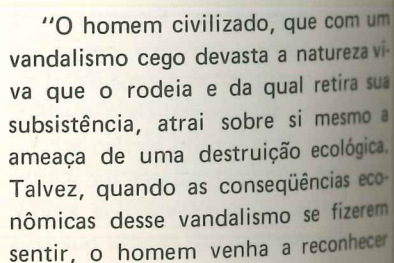 "O homem civilizado, que com um
vandalismo cego devasta a natureza vi-
va que o rodeia e da qual retira sua
subsistência, atrai sobre si mesmo a
ameaça de uma destruição ecológica.
Talvez, quando as conseqüências eco-
nômicas desse vandalismo se fizerem
sentir, o homem venha a reconhecer